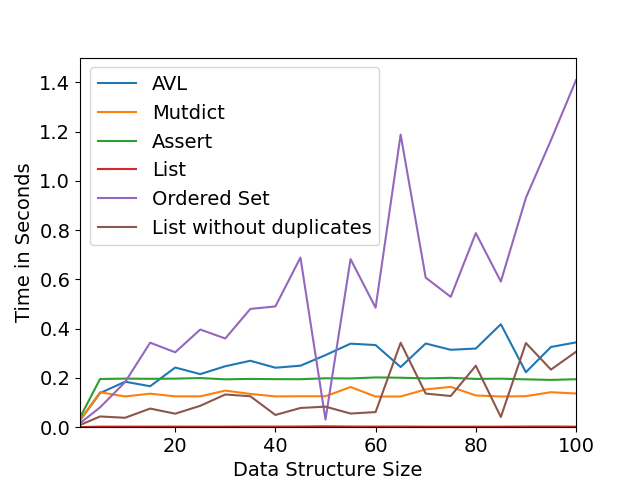 1.4
1.2
1.0
0.8
0.6
0.4
0.2
0.0
Time in Seconds
AVL
Mutdict
Assert
List
Ordered Set
List without duplicates
20 40 60 80 100
Data Structure Size